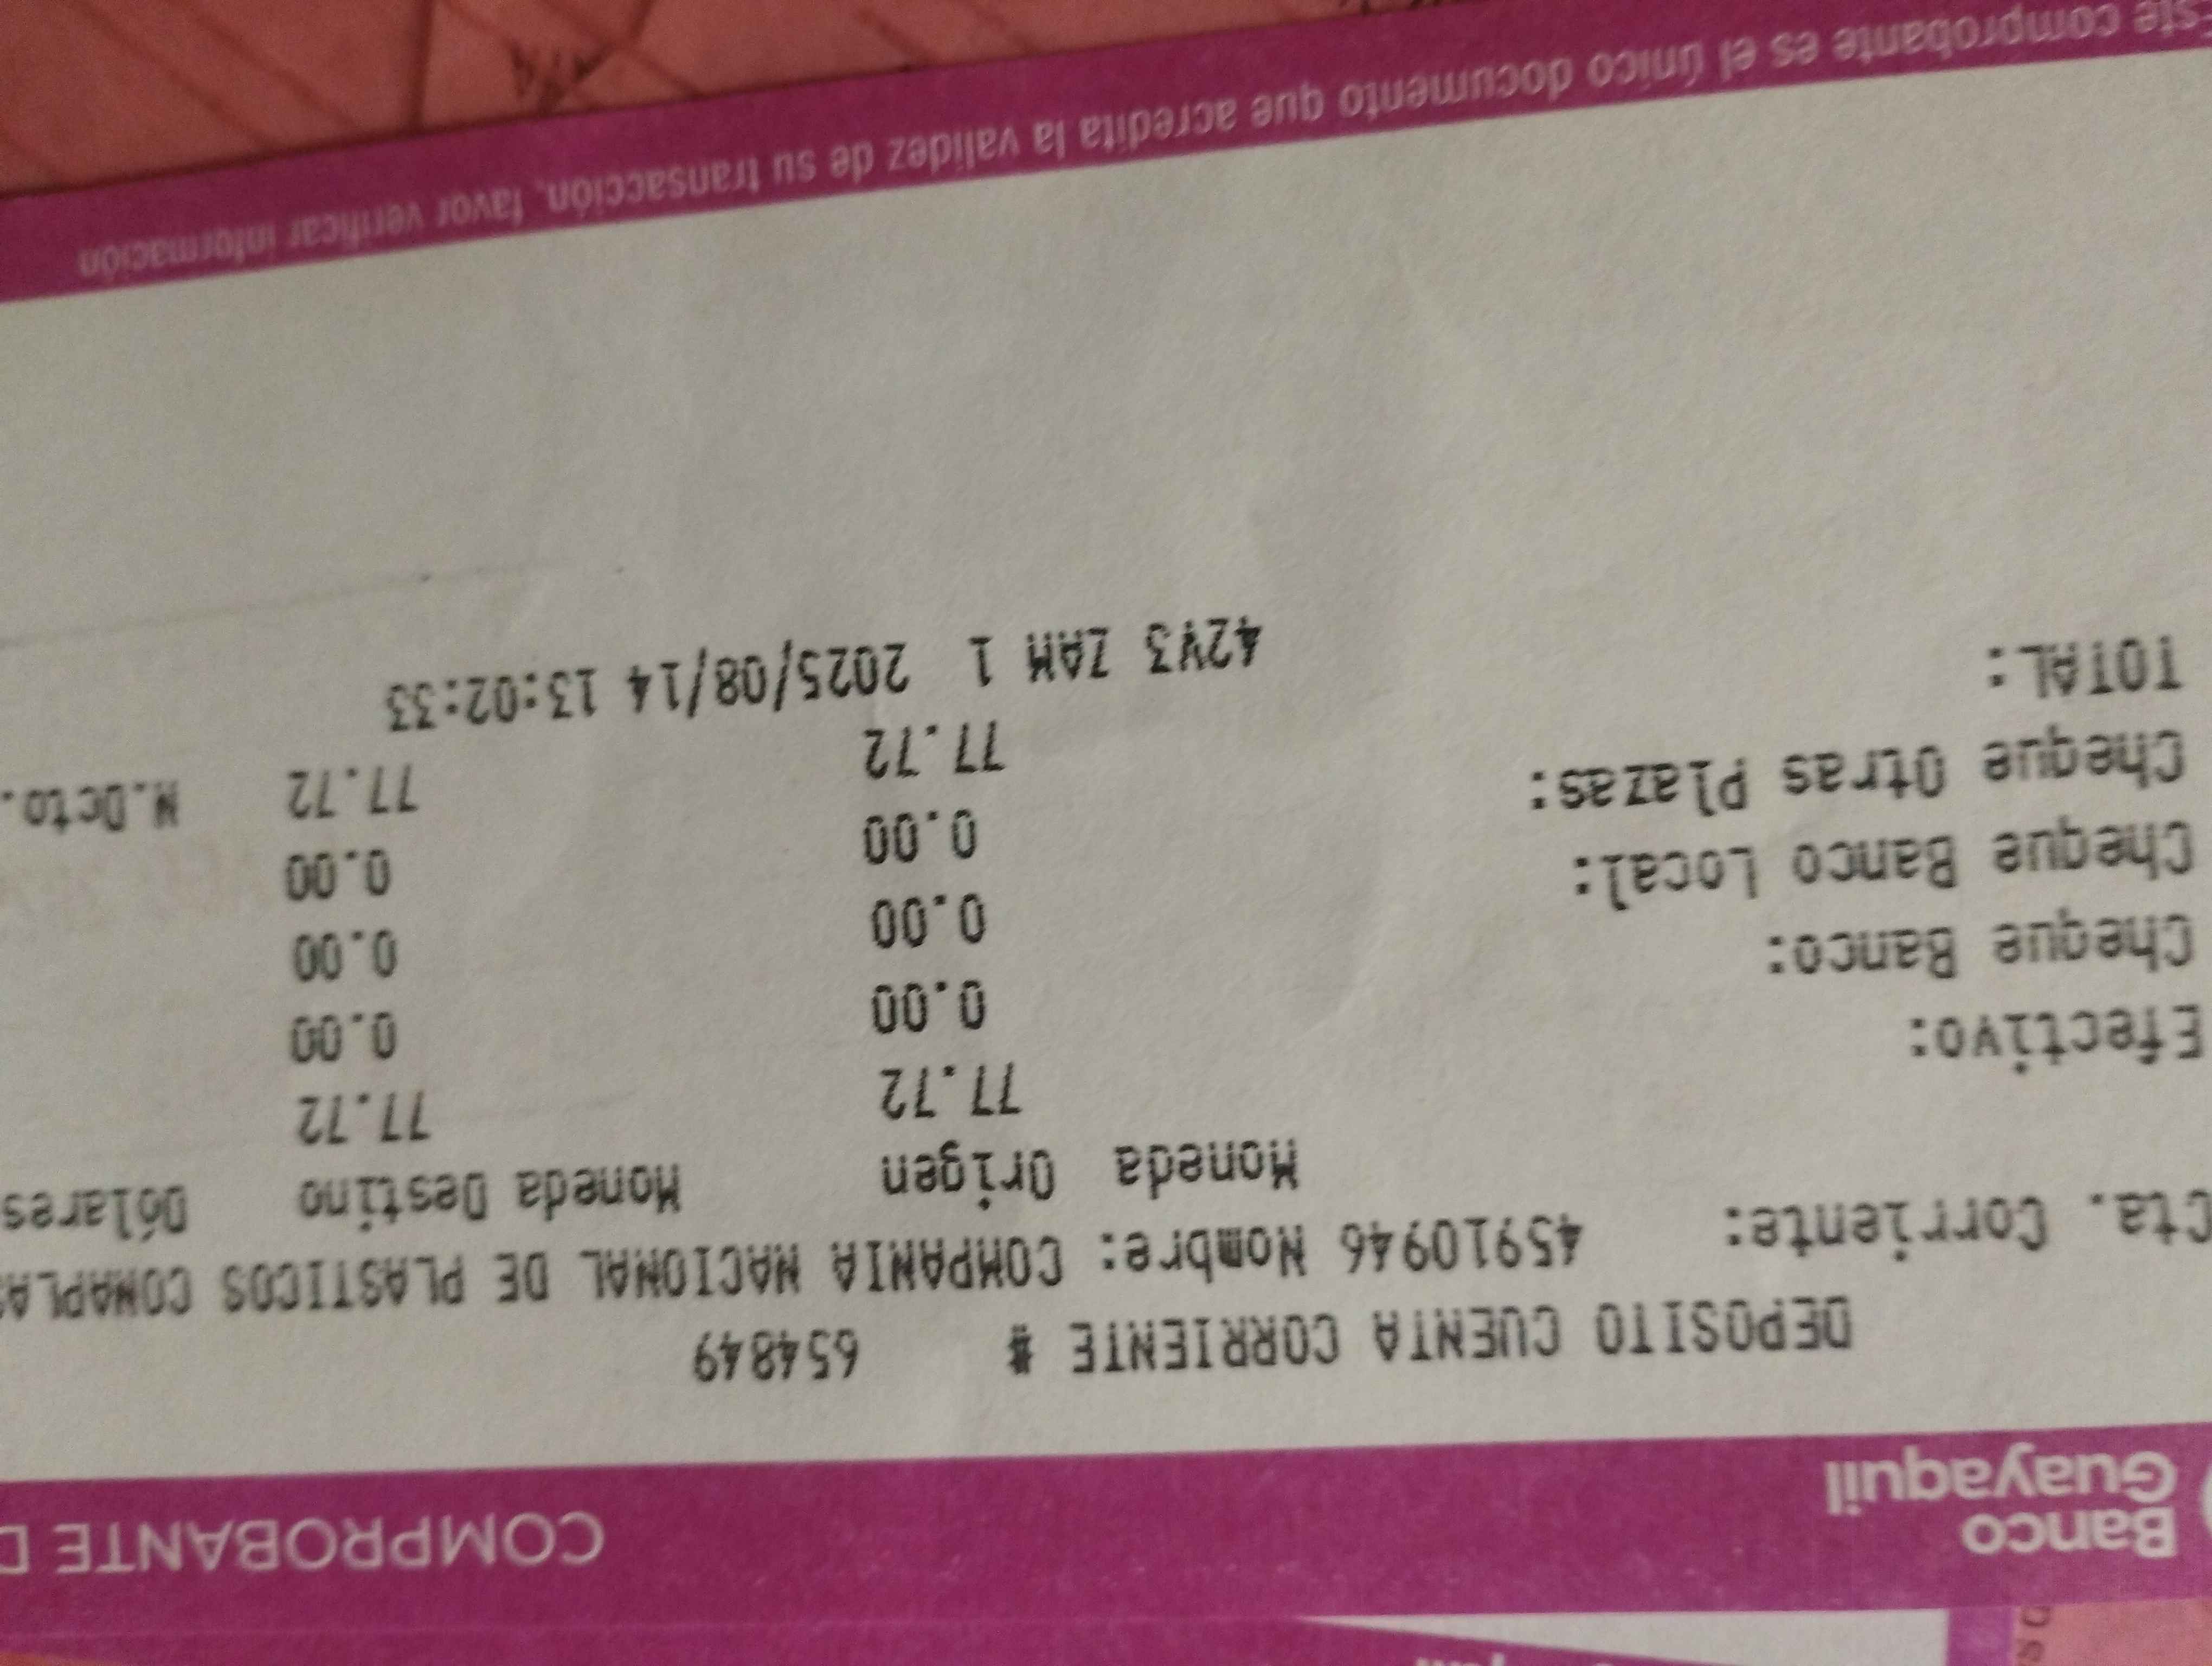 Banco
Guayaquil
COMPROBANTE D
DEPOSITO CUENTA CORRIENTE # 654849
Cta. Corriente: 45910946 Nombre: COMPANIA NACIONAL DE PLASTICOS CONAPLAS
Moneda Origen Moneda Destino Dólares
Efectivo: 77.72 77.72
Cheque Banco: 0.00 0.00
Cheque Banco Local: 0.00 0.00
Cheque Otras Plazas: 0.00 0.00
TOTAL: 77.72 77.72 N.Dcto.
42V3 ZAM 1 2025/08/14 13:02:33
Este comprobante es el único documento que acredita la validez de su transacción, favor verificar información